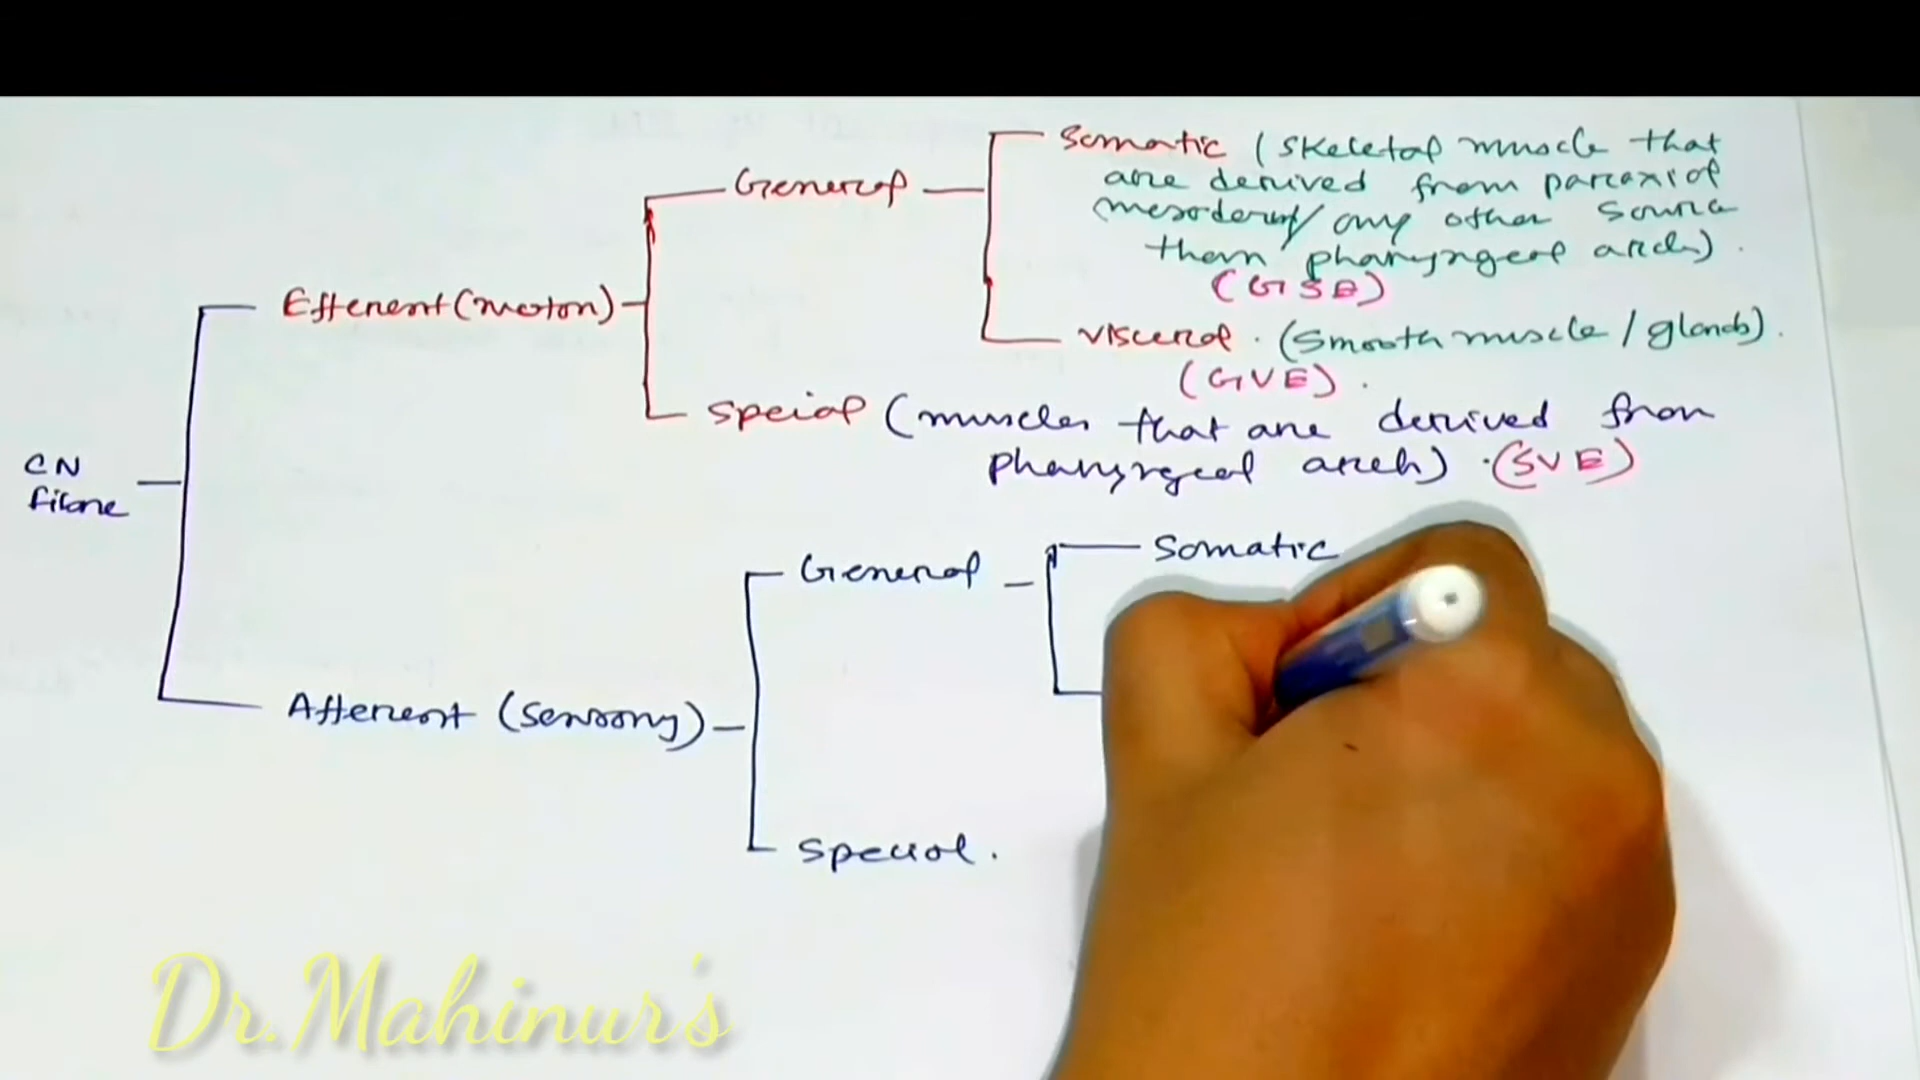 Somatic (skeletal muscle that
are derived from paraxial
mesoderm/ any other source
than pharyngeal arch).
(GSE)
General
Efferent (motor)
Visceral. (Smooth muscle/glands).
(GVE).
Special (muscles that are derived from
pharyngeal arch).(SVE)
CN
fibre
General
Somatic
Afferent (sensory)
Special.
Dr.Mahinur's